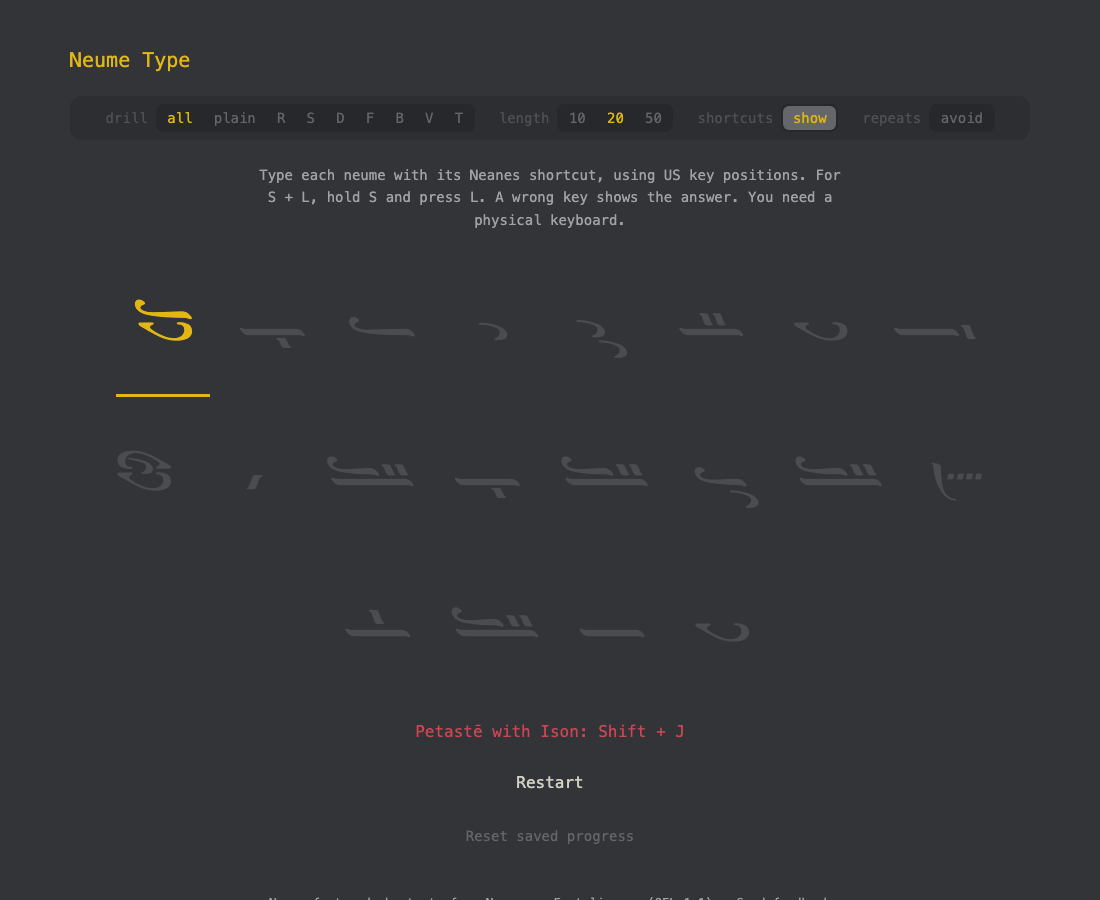 Neume Type
drill all plain R S D F B V T length 10 20 50 shortcuts show repeats avoid
Type each neume with its Neanes shortcut, using US key positions. For
S + L, hold S and press L. A wrong key shows the answer. You need a
physical keyboard.
Petastē with Ison: Shift + J
Restart
Reset saved progress